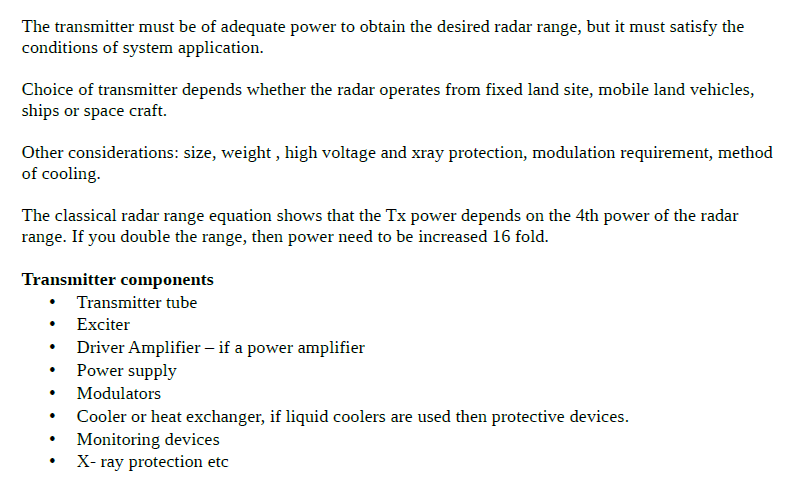 The transmitter must be of adequate power to obtain the desired radar range, but it must satisfy the
conditions of system application.
Choice of transmitter depends whether the radar operates from fixed land site, mobile land vehicles,
ships or space craft.
Other considerations: size, weight , high voltage and xray protection, modulation requirement, method
of cooling.
The classical radar range equation shows that the Tx power depends on the 4th power of the radar
range. If you double the range, then power need to be increased 16 fold.
Transmitter components
• Transmitter tube
• Exciter
• Driver Amplifier – if a power amplifier
• Power supply
• Modulators
• Cooler or heat exchanger, if liquid coolers are used then protective devices.
• Monitoring devices
• X- ray protection etc